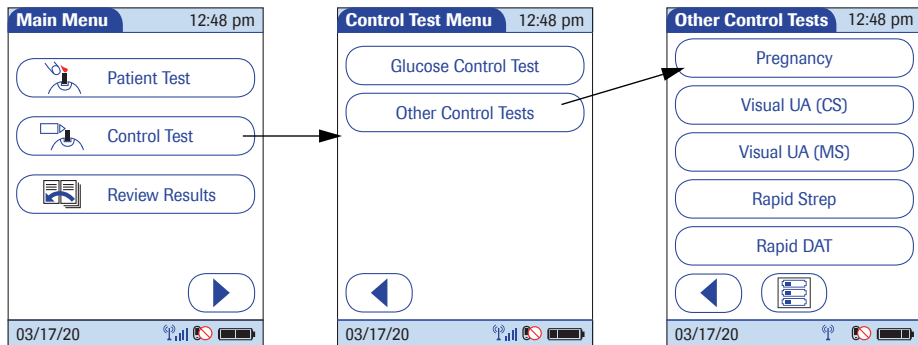 Main Menu 12:48 pm
Patient Test
Control Test
Review Results
03/17/20
Control Test Menu 12:48 pm
Glucose Control Test
Other Control Tests
03/17/20
Other Control Tests 12:48 pm
Pregnancy
Visual UA (CS)
Visual UA (MS)
Rapid Strep
Rapid DAT
03/17/20